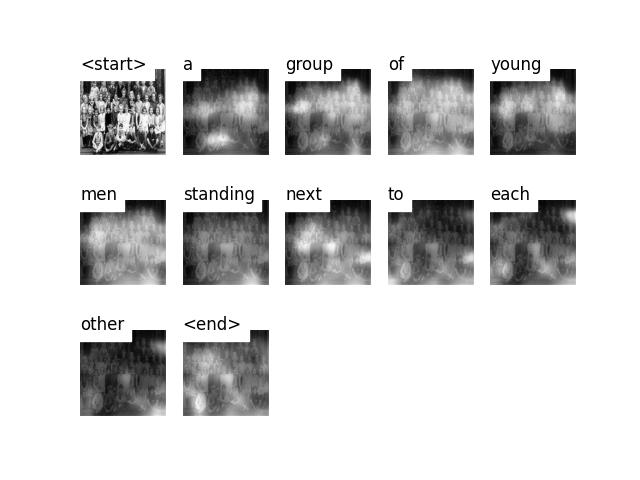 <start> a group of young
men standing next to each
other <end>